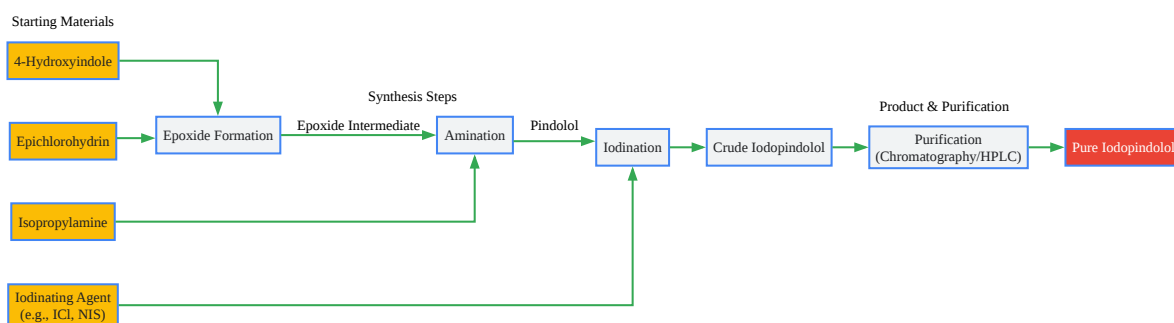 Starting Materials
4-Hydroxyindole
Synthesis Steps
Product & Purification
Epichlorohydrin
Epoxide Formation
Epoxide Intermediate
Amination
Pindolol
Iodination
Crude Iodopindolol
Purification
(Chromatography/HPLC)
Pure Iodopindolol
Isopropylamine
Iodinating Agent
(e.g., ICl, NIS)